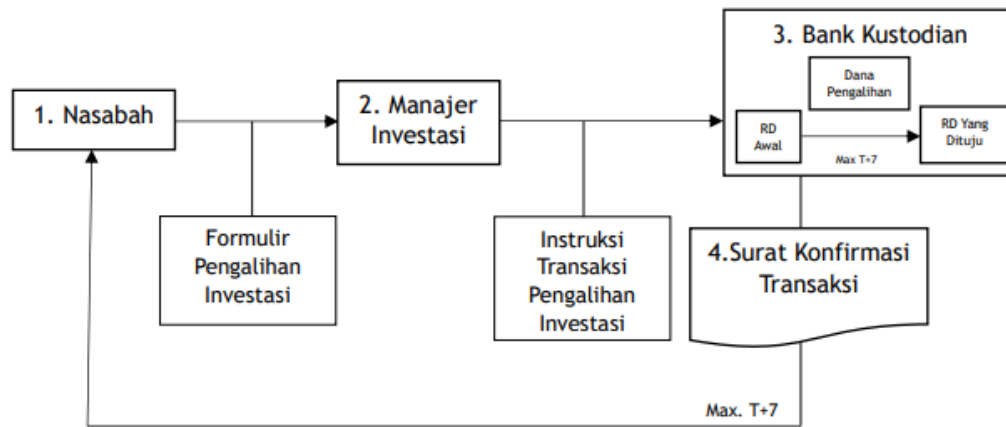 1. Nasabah
2. Manajer
Investasi
3. Bank Kustodian
Dana
Pengalihan
RD
Awal
Max T+7
RD Yang
Dituju
Formulir
Pengalihan
Investasi
Instruksi
Transaksi
Pengalihan
Investasi
4.Surat Konfirmasi
Transaksi
Max. T+7